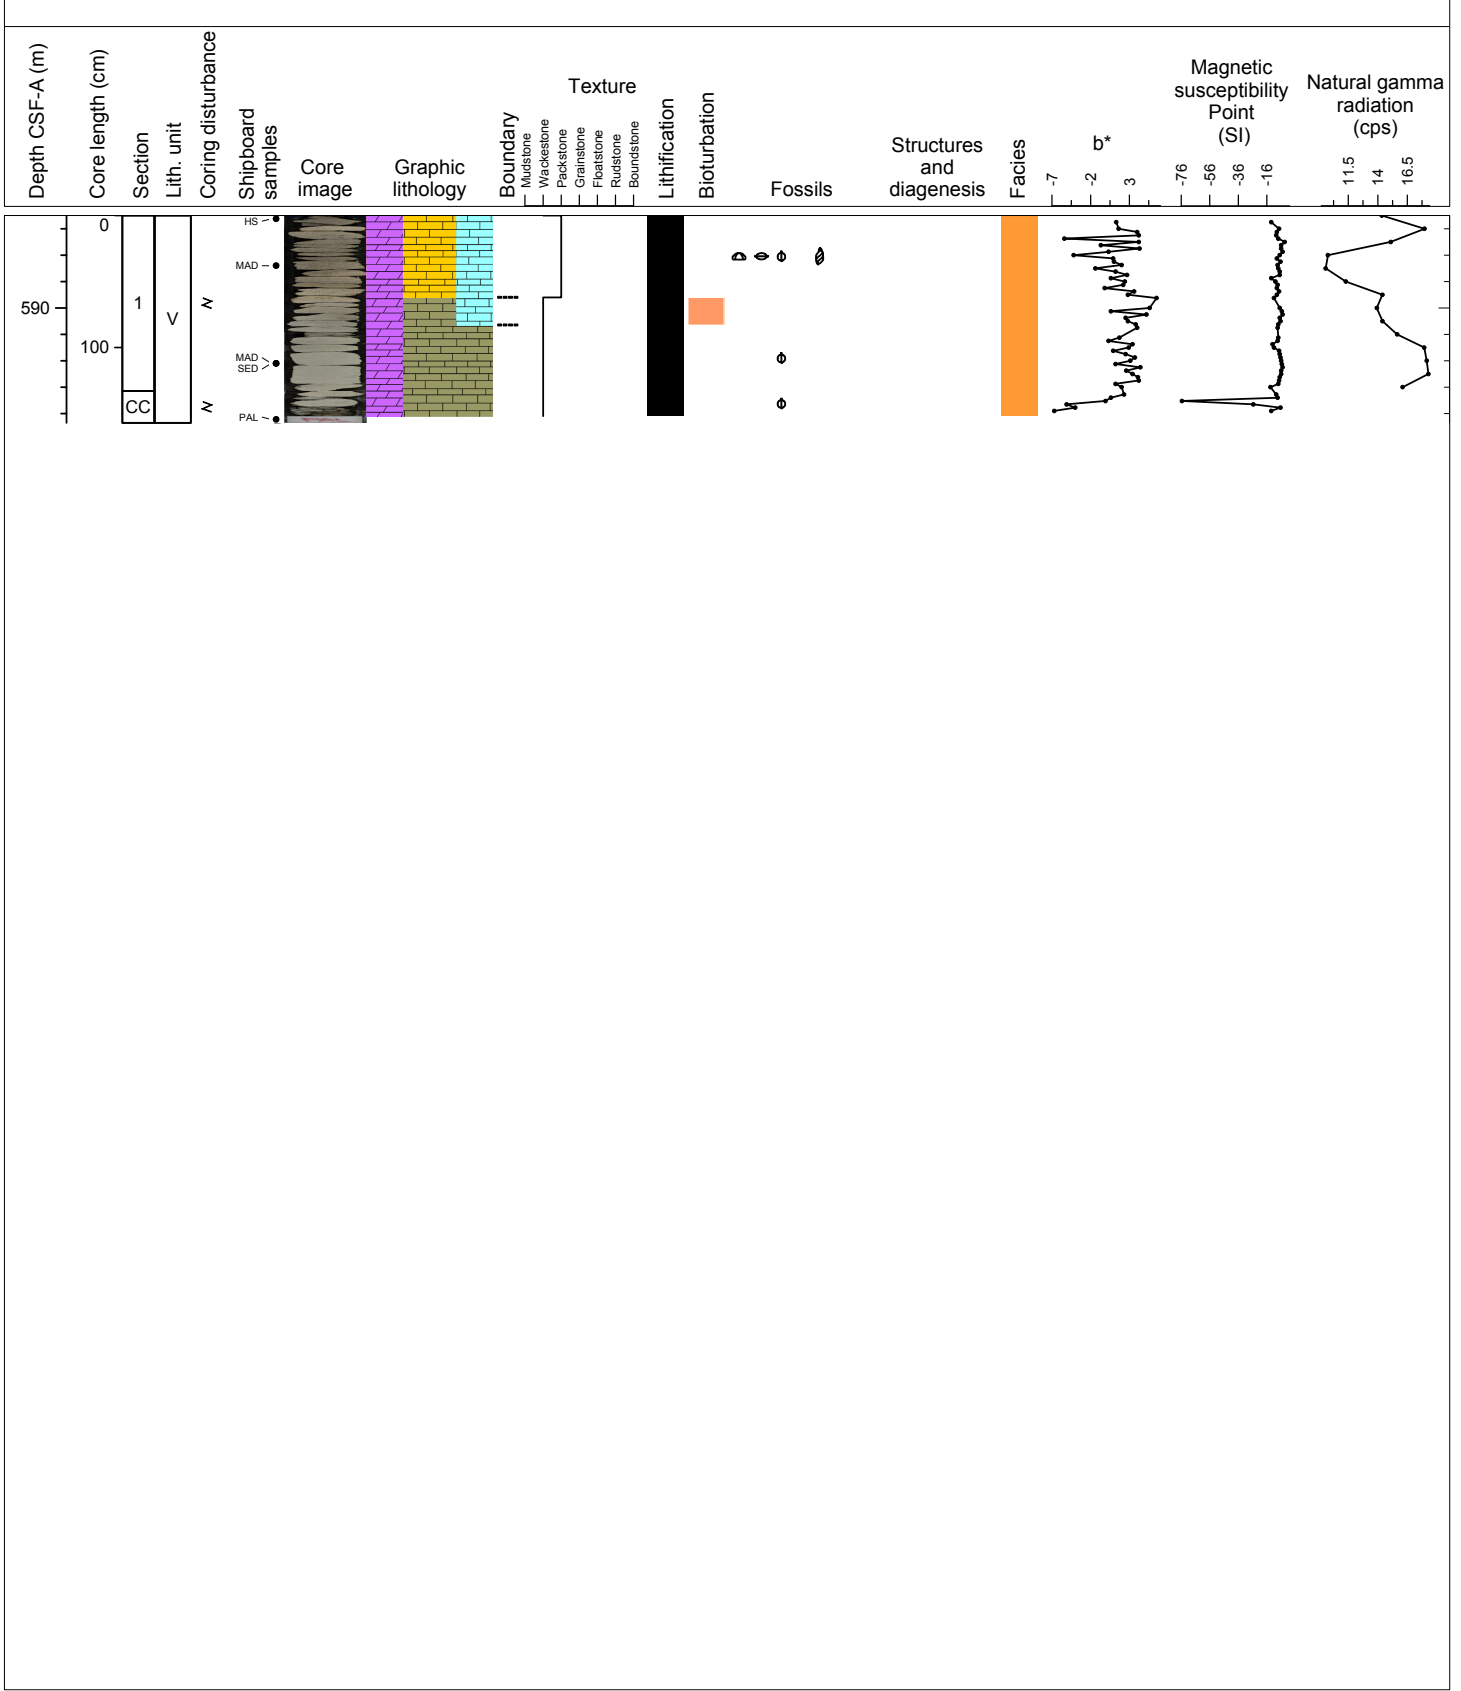 Depth CSF-A (m)
Core length (cm)
Section
Lith. unit
Coring disturbance
Shipboard
samples
Core
image
Graphic
lithology
Boundary
Texture
Mudstone
Wackestone
Packstone
Grainstone
Floatstone
Rudstone
Boundstone
Lithification
Bioturbation
Fossils
Structures
and
diagenesis
Facies
b*
-7
-2
3
Magnetic
susceptibility
Point
(SI)
-76
-56
-36
-16
Natural gamma
radiation
(cps)
11.5
14
16.5
0
HS
MAD
590
1
V
100
MAD
SED
CC
PAL